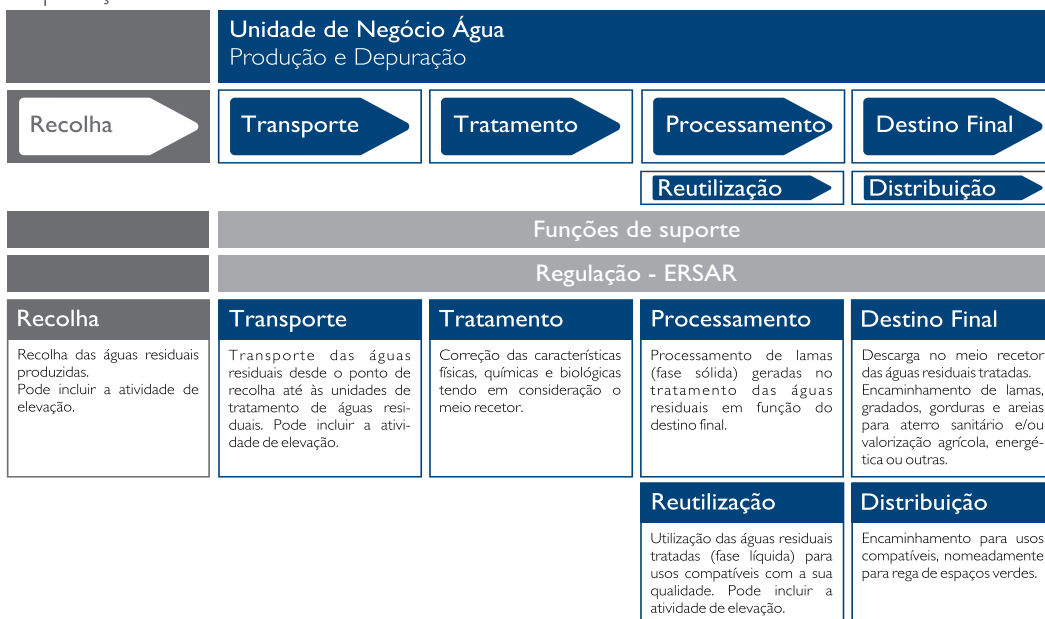 Unidade de Negócio Água
Produção e Depuração
Recolha
Transporte
Tratamento
Processamento
Destino Final
Reutilização
Distribuição
Funções de suporte
Regulação - ERSAR
Recolha
Recolha das águas residuais
produzidas.
Pode incluir a atividade de
elevação.
Transporte
Transporte das águas
residuais desde o ponto de
recolha até às unidades de
tratamento de águas resi-
duais. Pode incluir a ativi-
dade de elevação.
Tratamento
Correção das características
físicas, químicas e biológicas
tendo em consideração o
meio recetor.
Processamento
Processamento de lamas
(fase sólida) geradas no
tratamento das águas
residuais em função do
destino final.
Destino Final
Descarga no meio recetor
das águas residuais tratadas.
Encaminhamento de lamas,
gradados, gorduras e areias
para aterro sanitário e/ou
valorização agrícola, energé-
tica ou outras.
Reutilização
Utilização das águas residuais
tratadas (fase líquida) para
usos compatíveis com a sua
qualidade. Pode incluir a
atividade de elevação.
Distribuição
Encaminhamento para usos
compatíveis, nomeadamente
para rega de espaços verdes.